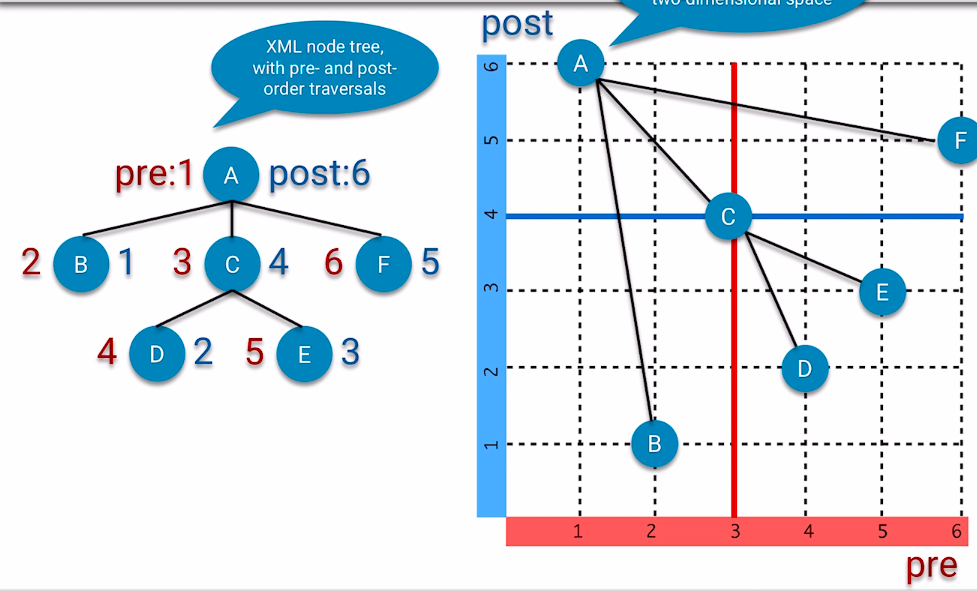 two dimensional space
post
XML node tree,
with pre- and post-
order traversals
pre:1 A post:6
2 B 1 3 C 4 6 F 5
4 D 2 5 E 3
6
5
4
3
2
1
A
F
C
E
D
B
1 2 3 4 5 6
pre